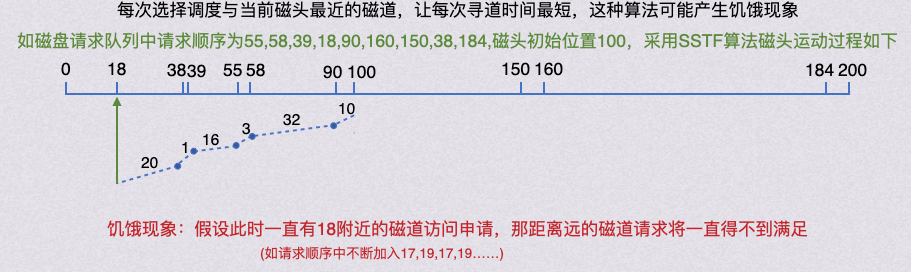 每次选择调度与当前磁头最近的磁道，让每次寻道时间最短，这种算法可能产生饥饿现象
如磁盘请求队列中请求顺序为55,58,39,18,90,160,150,38,184,磁头初始位置100，采用SSTF算法磁头运动过程如下
0 18 38 39 55 58 90 100 150 160 184 200
10
32
3
16
1
20
饥饿现象：假设此时一直有18附近的磁道访问申请，那距离远的磁道请求将一直得不到满足
(如请求顺序中不断加入17,19,17,19……)